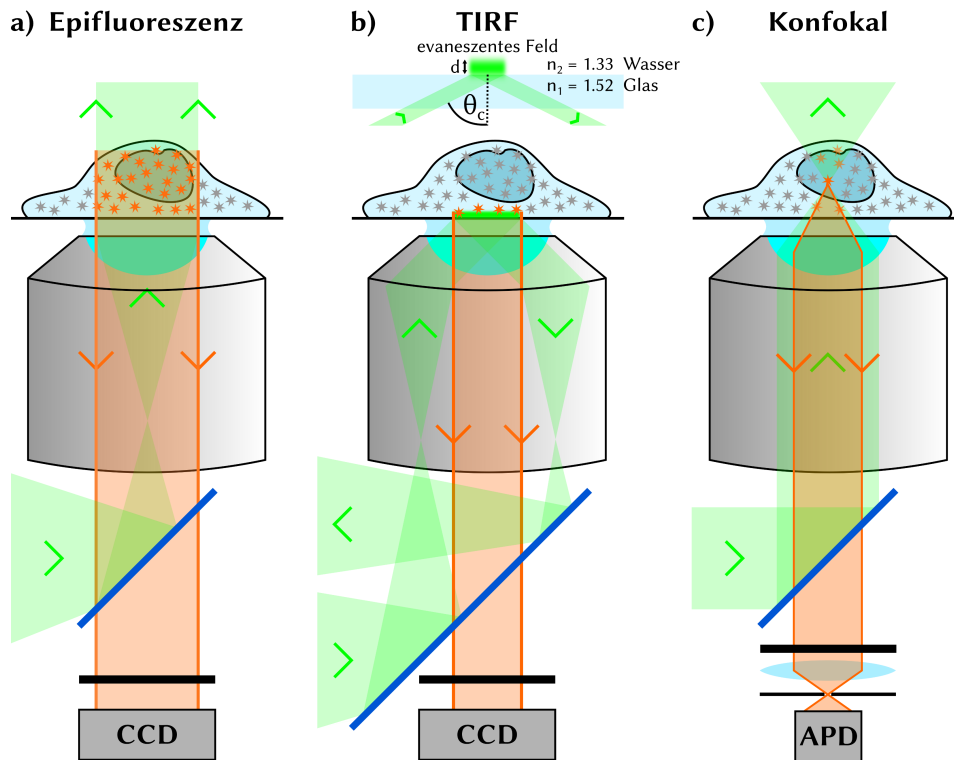 a) Epifluoreszenz
b) TIRF
c) Konfokal
evaneszentes Feld
d
n2 = 1.33 Wasser
n1 = 1.52 Glas
θc
CCD
CCD
APD